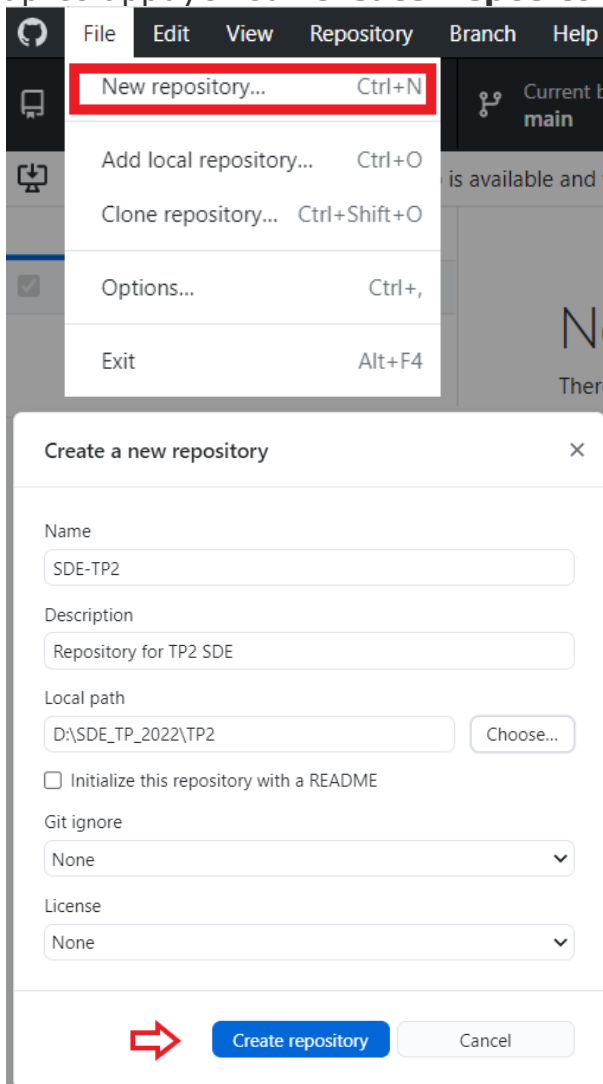 File Edit View Repository Branch Help
New repository... Ctrl+N
Current b
main
Add local repository... Ctrl+O
is available and
Clone repository... Ctrl+Shift+O
Options... Ctrl+,
Exit Alt+F4
Ther
Create a new repository
Name
SDE-TP2
Description
Repository for TP2 SDE
Local path
D:\SDE_TP_2022\TP2 Choose...
Initialize this repository with a README
Git ignore
None
License
None
Create repository Cancel